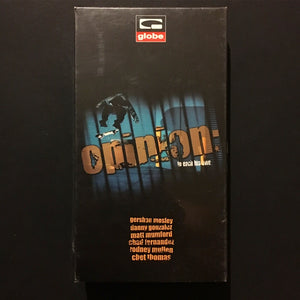 G
globe
opinion:
to each his own
gershon mosley
danny gonzalez
matt mumford
chad fernandez
rodney mullen
chet thomas